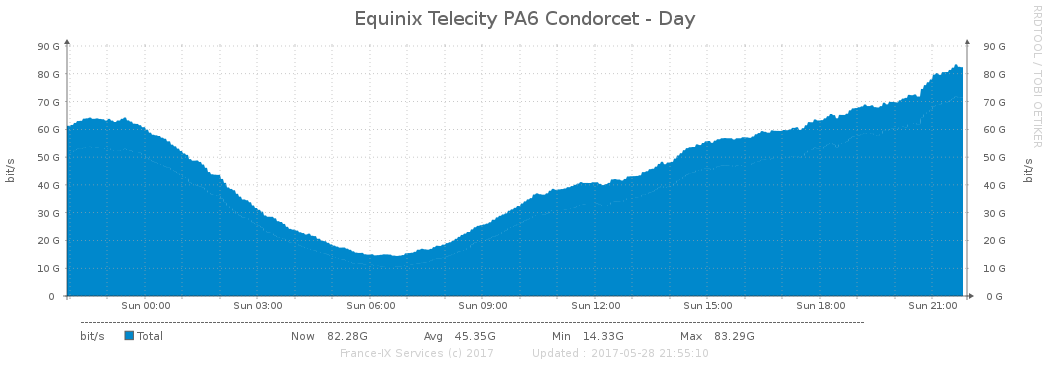 Equinix Telecity PA6 Condorcet - Day
RRDTOOL / TOBI OETIKER
90 G 90 G
80 G 80 G
70 G 70 G
60 G 60 G
50 G 50 G
40 G 40 G
30 G 30 G
20 G 20 G
10 G 10 G
0 0 G
bit/s bit/s
Sun 00:00 Sun 03:00 Sun 06:00 Sun 09:00 Sun 12:00 Sun 15:00 Sun 18:00 Sun 21:00
bit/s Total Now 82.28G Avg 45.35G Min 14.33G Max 83.29G
France-IX Services (c) 2017 Updated : 2017-05-28 21:55:10